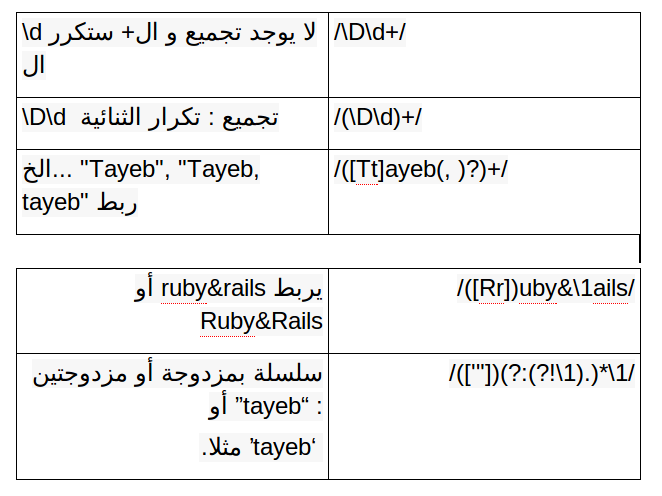 لا يوجد تجميع و ال+ ستكرر \d
ال
/\D\d+/
تجميع : تكرار الثنائية \D\d
/(\D\d)+/
الخ... "Tayeb", "Tayeb,
tayeb" ربط
/([Tt]ayeb(, )?)+/
يربط ruby&rails أو
Ruby&Rails
/([Rr])uby&\1ails/
سلسلة بمزدوجة أو مزدوجتين
: “tayeb” أو
‘tayeb’ مثلا.
/(['"])(?:(?!\1).)*\1/